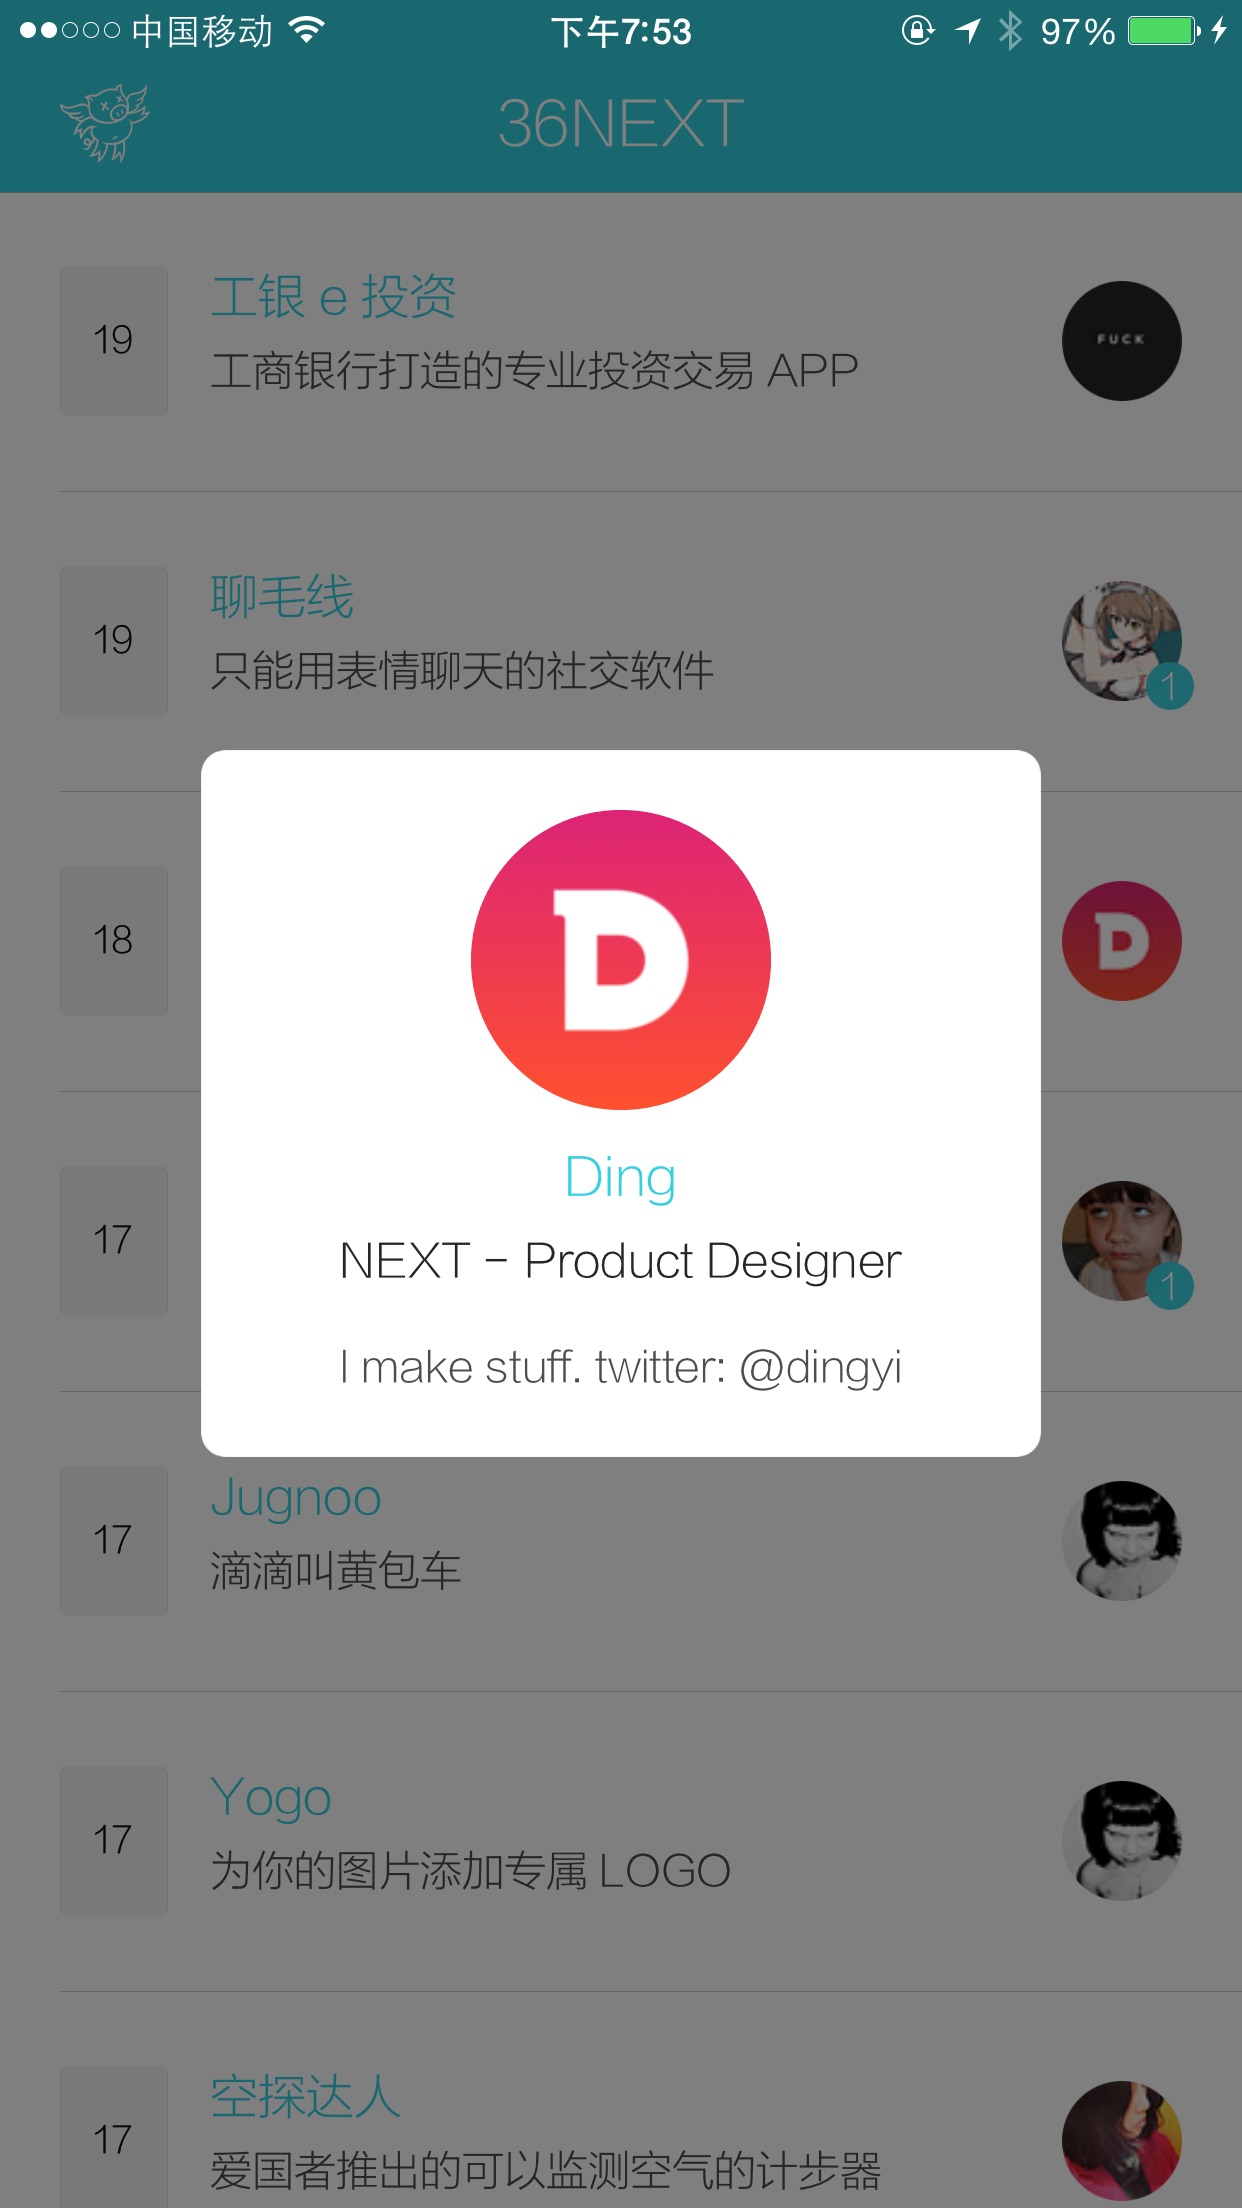 中国移动
下午7:53
97%
36NEXT
19
工银 e 投资
工商银行打造的专业投资交易 APP
FUCK
19
聊毛线
只能用表情聊天的社交软件
1
18
D
D
Ding
NEXT - Product Designer
I make stuff. twitter: @dingyi
17
1
17
Jugnoo
滴滴叫黄包车
17
Yogo
为你的图片添加专属 LOGO
17
空探达人
爱国者推出的可以监测空气的计步器